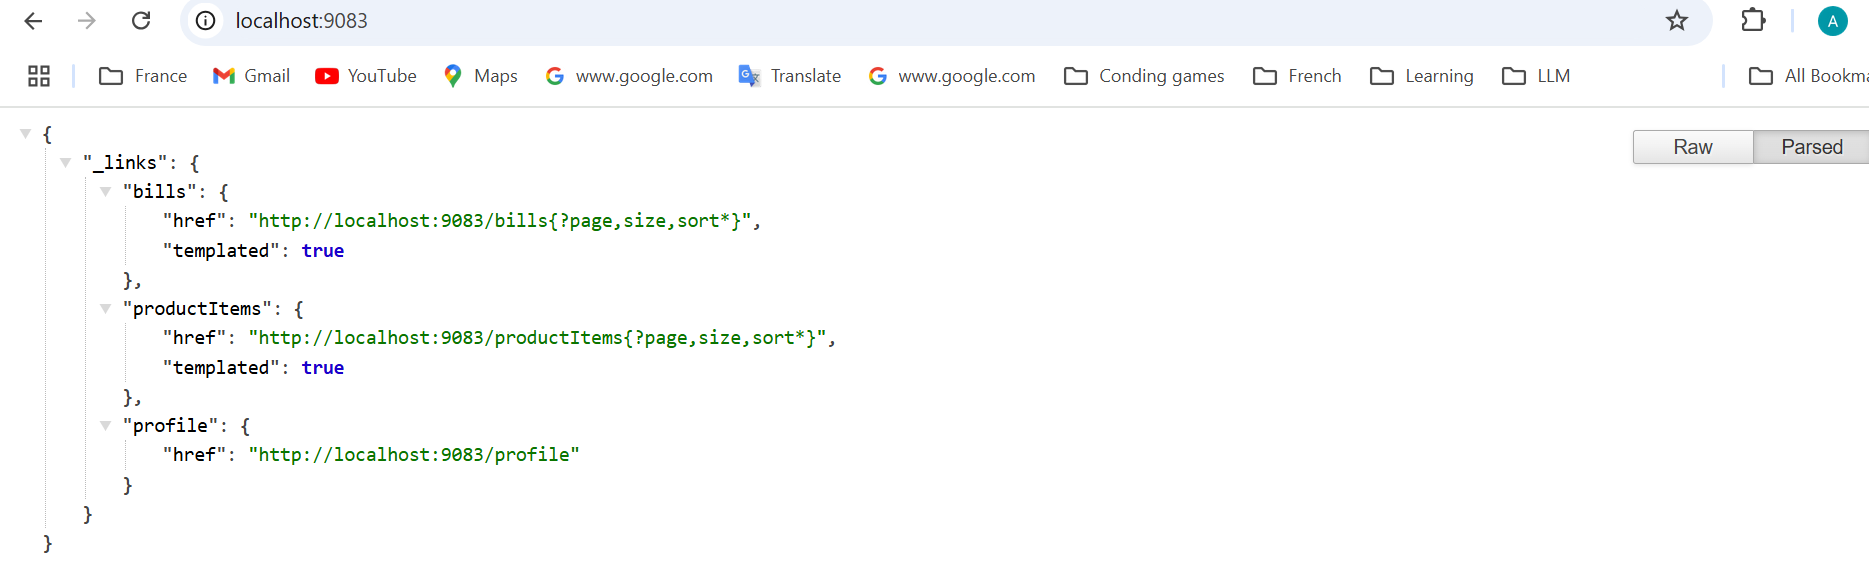 localhost:9083
A
France Gmail YouTube Maps www.google.com Translate www.google.com Conding games French Learning LLM All Bookma
Raw Parsed
{
"_links": {
"bills": {
"href": "http://localhost:9083/bills{?page,size,sort*}",
"templated": true
},
"productItems": {
"href": "http://localhost:9083/productItems{?page,size,sort*}",
"templated": true
},
"profile": {
"href": "http://localhost:9083/profile"
}
}
}